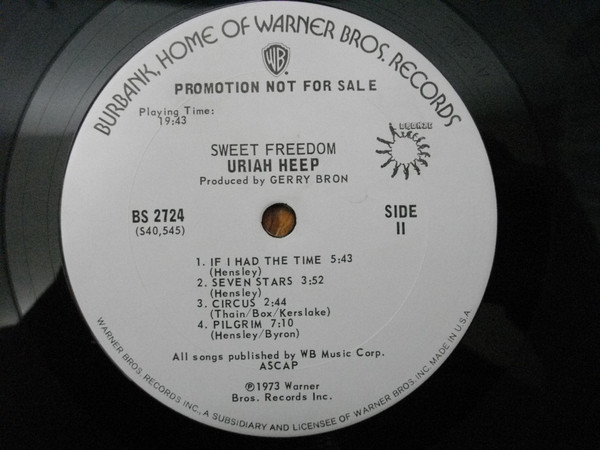 BURBANK, HOME OF WARNER BROS. RECORDS
WB
PROMOTION NOT FOR SALE
Playing Time:
19:43
BRONZE
SWEET FREEDOM
URIAH HEEP
Produced by GERRY BRON
BS 2724
(S40,545)
SIDE
II
1. IF I HAD THE TIME 5:43
(Hensley)
2. SEVEN STARS 3:52
(Hensley)
3. CIRCUS 2:44
(Thain/Box/Kerslake)
4. PILGRIM 7:10
(Hensley/Byron)
All songs published by WB Music Corp.
ASCAP
℗1973 Warner
Bros. Records Inc.
WARNER BROS. RECORDS INC., A SUBSIDIARY AND LICENSEE OF WARNER BROS. INC. MADE IN U.S.A